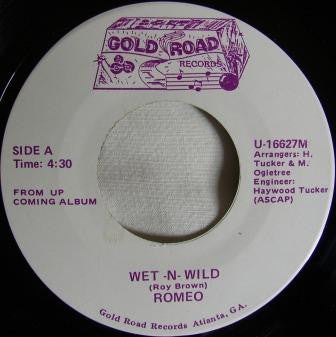 GOLD ROAD
RECORDS
SIDE A
Time: 4:30
FROM UP
COMING ALBUM
U-16627M
Arrangers: H.
Tucker & M.
Ogletree
Engineer:
Haywood Tucker
(ASCAP)
WET -N- WILD
(Roy Brown)
ROMEO
Gold Road Records Atlanta, GA.